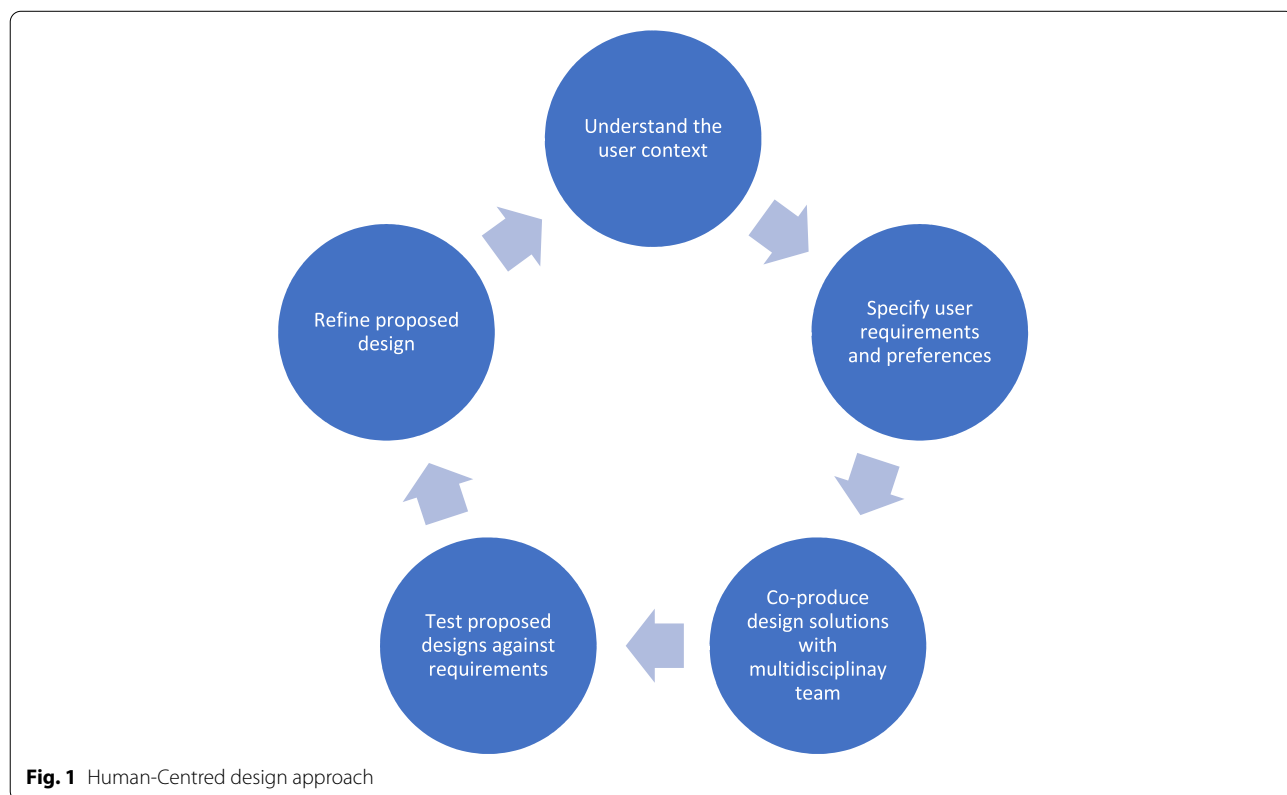 Understand the
user context
Specify user
requirements
and preferences
Co-produce
design solutions
with
multidisciplinay
team
Test proposed
designs against
requirements
Refine proposed
design
Fig. 1 Human-Centred design approach